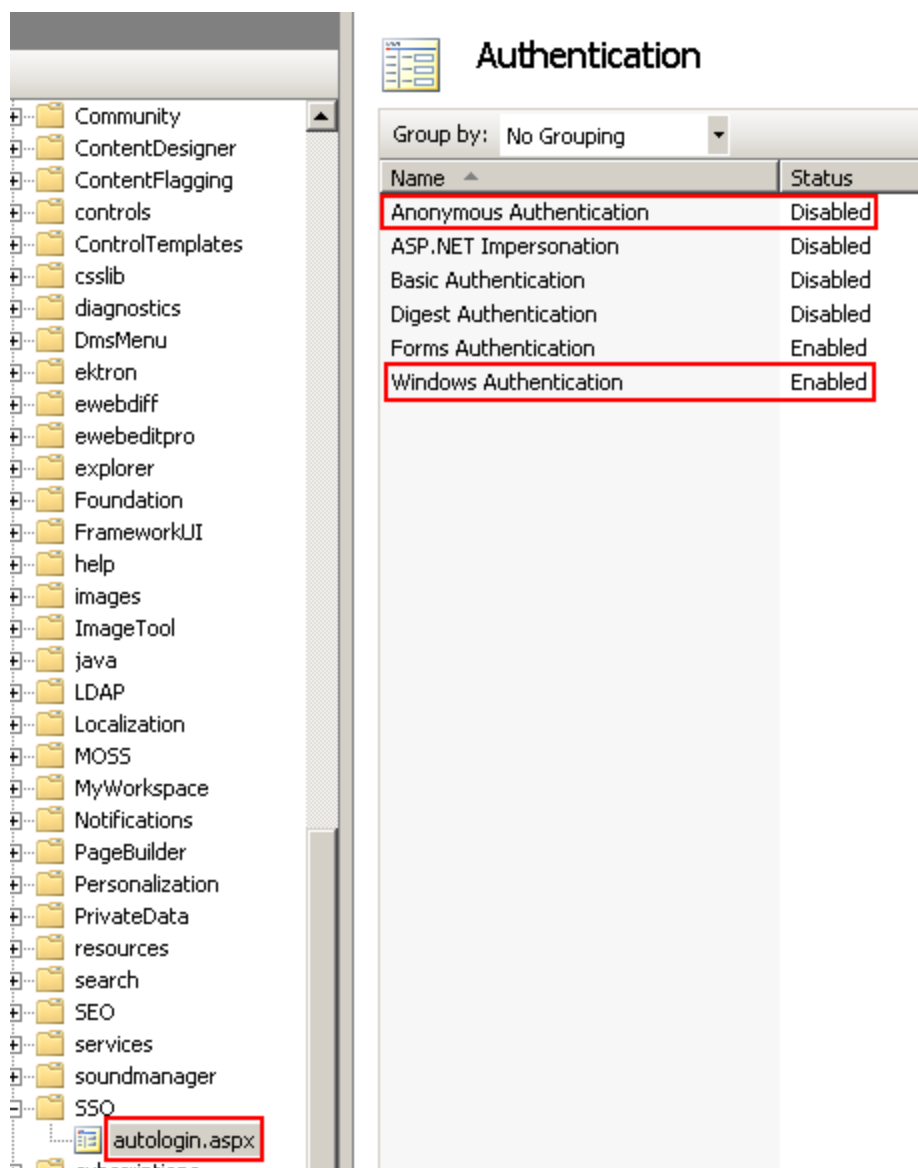 Community
ContentDesigner
ContentFlagging
controls
ControlTemplates
csslib
diagnostics
DmsMenu
ektron
ewebdiff
ewebeditpro
explorer
Foundation
FrameworkUI
help
images
ImageTool
java
LDAP
Localization
MOSS
MyWorkspace
Notifications
PageBuilder
Personalization
PrivateData
resources
search
SEO
services
soundmanager
SSO
autologin.aspx
Authentication
Group by: No Grouping
Name Status
Anonymous Authentication Disabled
ASP.NET Impersonation Disabled
Basic Authentication Disabled
Digest Authentication Disabled
Forms Authentication Enabled
Windows Authentication Enabled